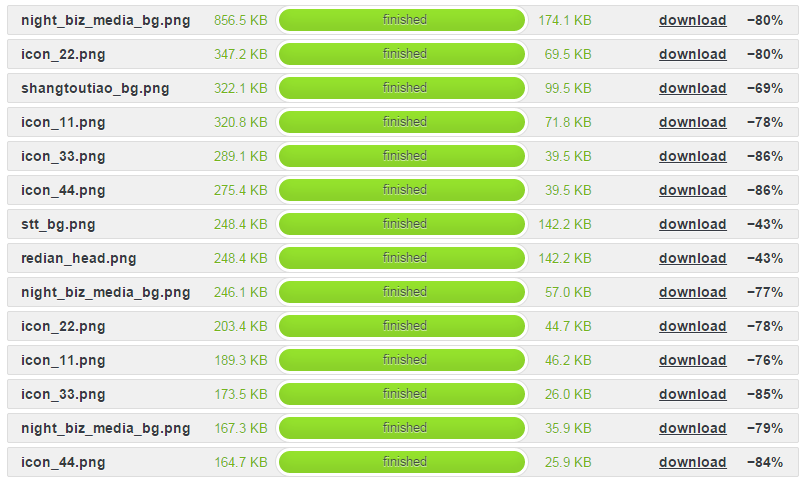 night_biz_media_bg.png 856.5 KB finished 174.1 KB download −80%
icon_22.png 347.2 KB finished 69.5 KB download −80%
shangtoutiao_bg.png 322.1 KB finished 99.5 KB download −69%
icon_11.png 320.8 KB finished 71.8 KB download −78%
icon_33.png 289.1 KB finished 39.5 KB download −86%
icon_44.png 275.4 KB finished 39.5 KB download −86%
stt_bg.png 248.4 KB finished 142.2 KB download −43%
redian_head.png 248.4 KB finished 142.2 KB download −43%
night_biz_media_bg.png 246.1 KB finished 57.0 KB download −77%
icon_22.png 203.4 KB finished 44.7 KB download −78%
icon_11.png 189.3 KB finished 46.2 KB download −76%
icon_33.png 173.5 KB finished 26.0 KB download −85%
night_biz_media_bg.png 167.3 KB finished 35.9 KB download −79%
icon_44.png 164.7 KB finished 25.9 KB download −84%